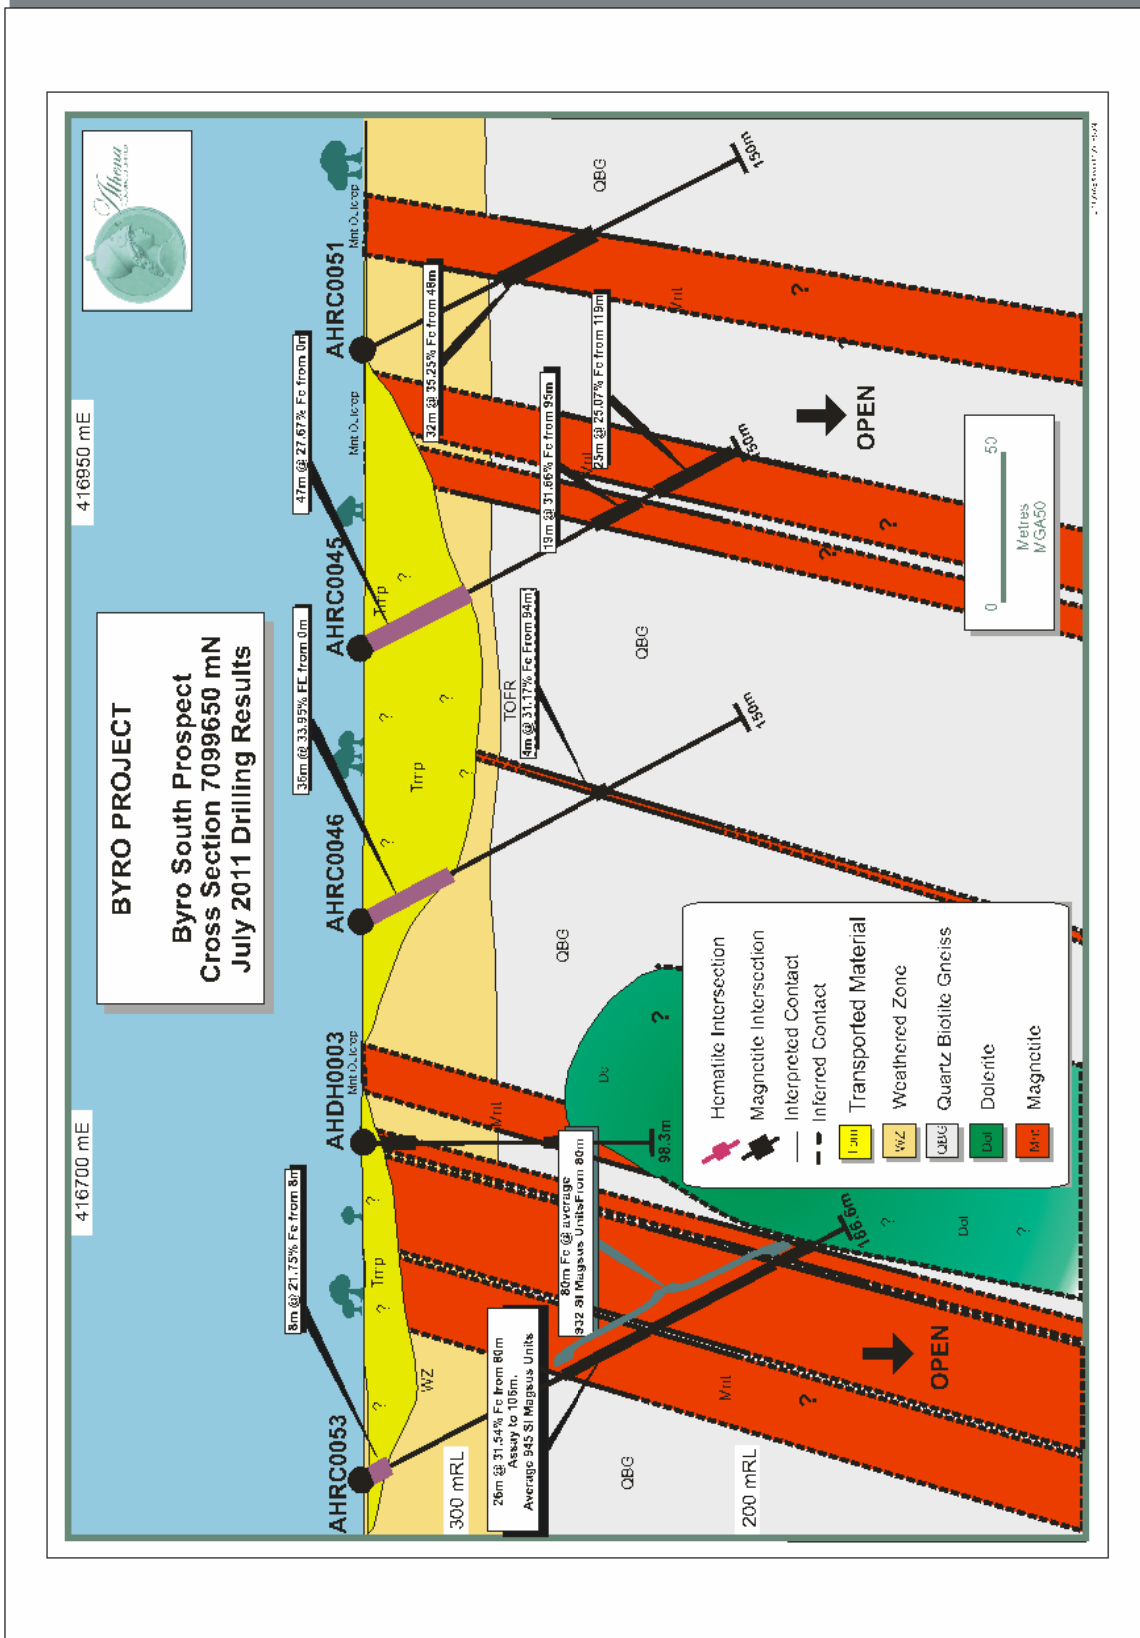 BYRO PROJECT
Byro South Prospect
Cross Section 7099650 mN
July 2011 Drilling Results
Athena
416700 mE
416950 mE
8m @ 21.75% Fe from 8m
35m @ 33.95% FE from 0m
47m @ 27.67% Fe from 0m
AHRC0053
AHDH0003
AHRC0046
AHRC0045
AHRC0051
Mnt Outcrop
Mnt Outcrop
Mnt Outcrop
?
Trrp
?
?
?
Trrp
?
?
?
Trrp
?
WZ
300 mRL
26m @ 31.54% Fe from 80m
Assay to 106m.
Average 945 SI Magsus Units
80m Fe @ average
932 SI MagsUnitsFrom 80m
TOFR
4m @ 31.17% Fe From 94m
19m @ 31.66% Fe from 95m
25m @ 25.07% Fe from 119m
32m @ 35.25% Fe from 48m
QBG
QBG
QBG
QBG
98.3m
166.6m
150m
150m
150m
200 mRL
OPEN
OPEN
?
?
?
?
?
?
Dol
?
Hematite Intersection
Magnetite Intersection
Interpreted Contact
Inferred Contact
Transported Material
WZ
Weathered Zone
QBG
Quartz Biotite Gneiss
Dol
Dolerite
Mnt
Magnetite
0
50
Metres
MGA50